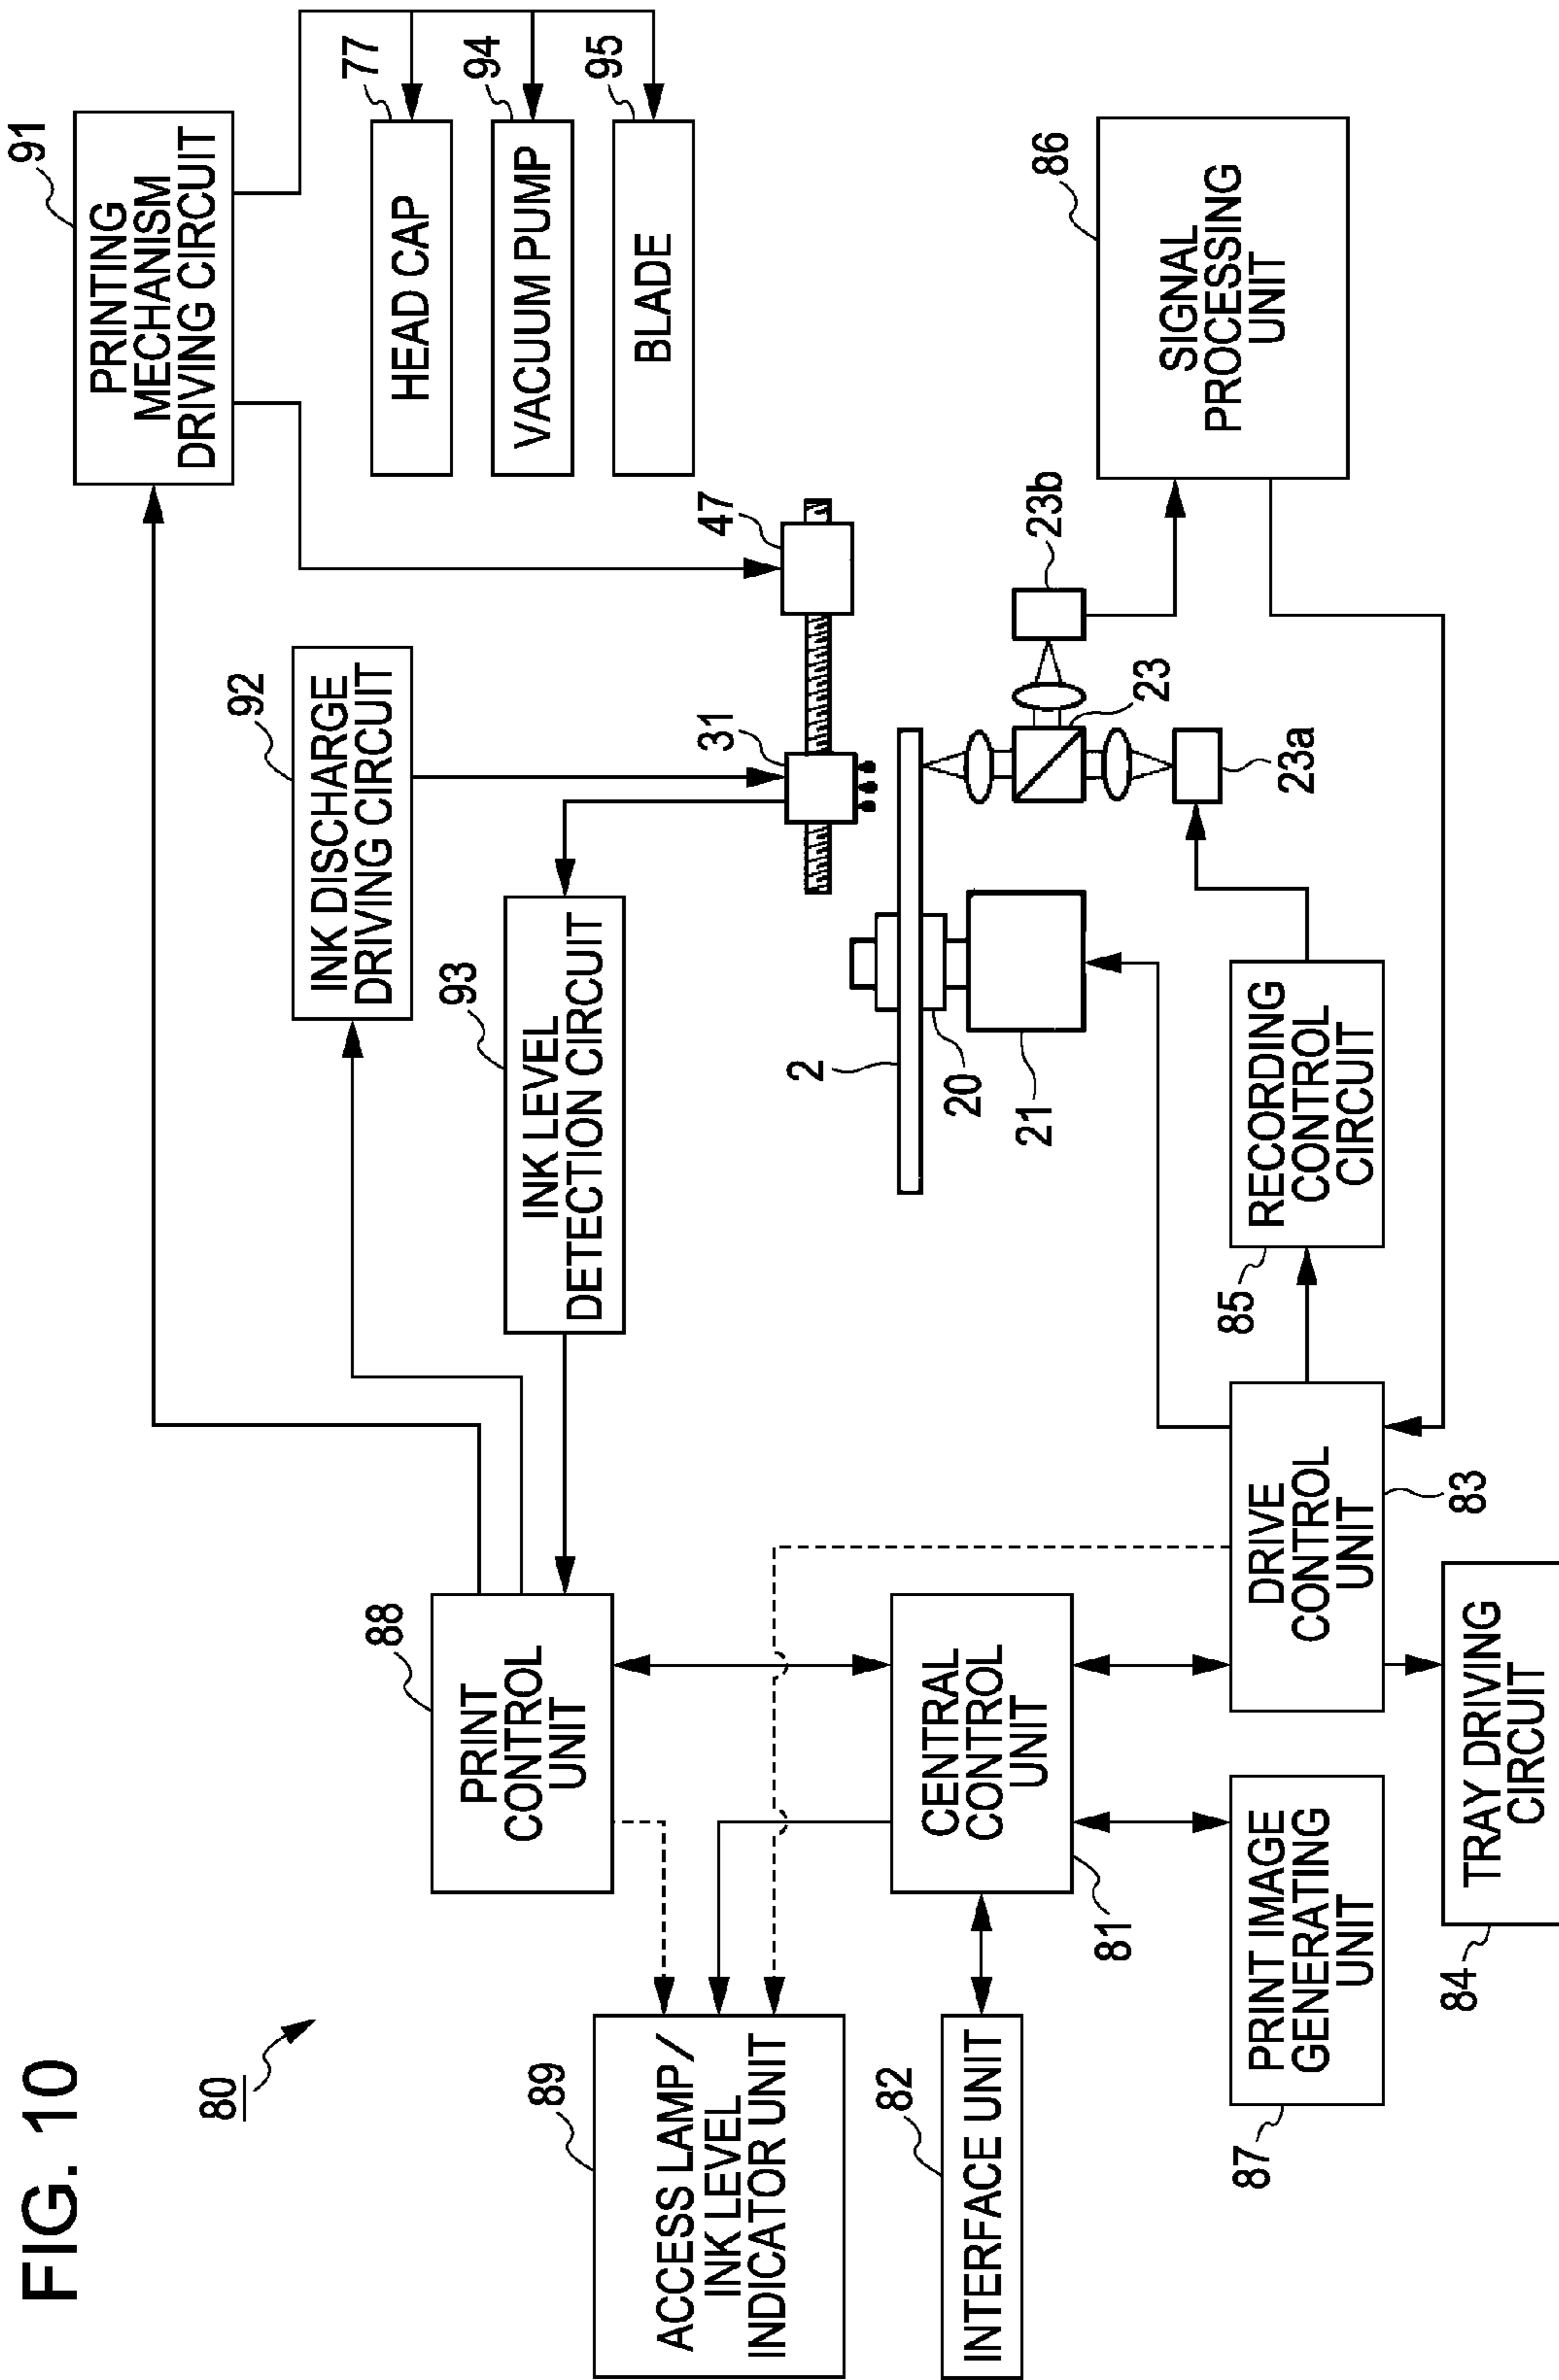 FIG. 10
80
91
PRINTING
MECHANISM
DRIVING CIRCUIT
77
HEAD CAP
94
VACUUM PUMP
95
BLADE
92
INK DISCHARGE
DRIVING CIRCUIT
93
INK LEVEL
DETECTION CIRCUIT
47
31
88
PRINT
CONTROL
UNIT
89
ACCESS LAMP/
INK LEVEL
INDICATOR UNIT
2
20
21
23b
23
23a
86
SIGNAL
PROCESSING
UNIT
82
INTERFACE UNIT
CENTRAL
CONTROL
UNIT
81
85
RECORDING
CONTROL
CIRCUIT
DRIVE
CONTROL
UNIT
83
87
PRINT IMAGE
GENERATING
UNIT
84
TRAY DRIVING
CIRCUIT